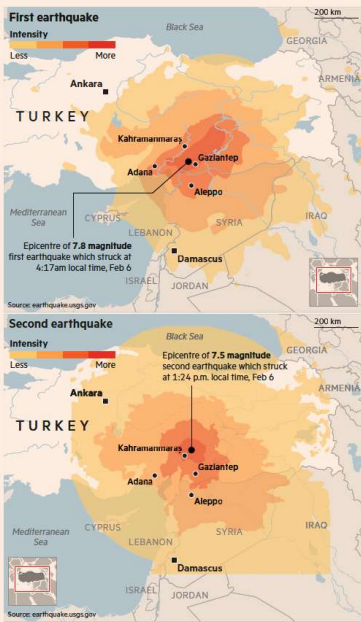 First earthquake
200 km
Black Sea
Intensity
GEORGIA
Less More
Ankara
ARMENIA
TURKEY
Kahramanmaras
Gaziantep
Adana
Aleppo
Mediterranean
Sea
CYPRUS
SYRIA
IRAQ
LEBANON
Epicentre of 7.8 magnitude
first earthquake which struck at
4:17am local time, Feb 6
Damascus
ISRAEL
JORDAN
Source: earthquake.usgs.gov
Second earthquake
200 km
Black Sea
Intensity
Epicentre of 7.5 magnitude
second earthquake which struck
at 1:24 p.m. local time, Feb 6
GEORGIA
Less More
Ankara
ARMENIA
TURKEY
Kahramanmaras
Gaziantep
Adana
Aleppo
Mediterranean
Sea
CYPRUS
SYRIA
IRAQ
LEBANON
Damascus
ISRAEL
JORDAN
Source: earthquake.usgs.gov